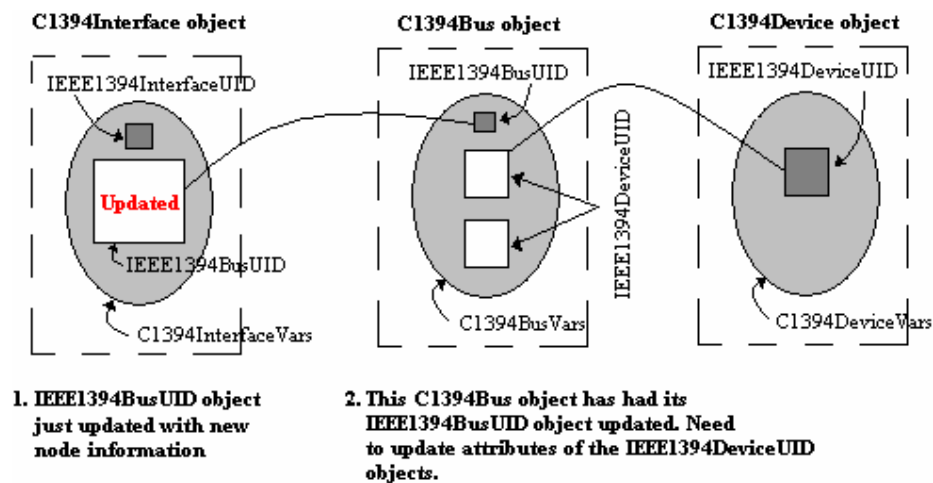 C1394Interface object
C1394Bus object
C1394Device object
IEEE1394InterfaceUID
IEEE1394BusUID
IEEE1394DeviceUID
Updated
IEEE1394DeviceUID
IEEE1394BusUID
C1394InterfaceVars
C1394BusVars
C1394DeviceVars
1. IEEE1394BusUID object
just updated with new
node information
2. This C1394Bus object has had its
IEEE1394BusUID object updated. Need
to update attributes of the IEEE1394DeviceUID
objects.